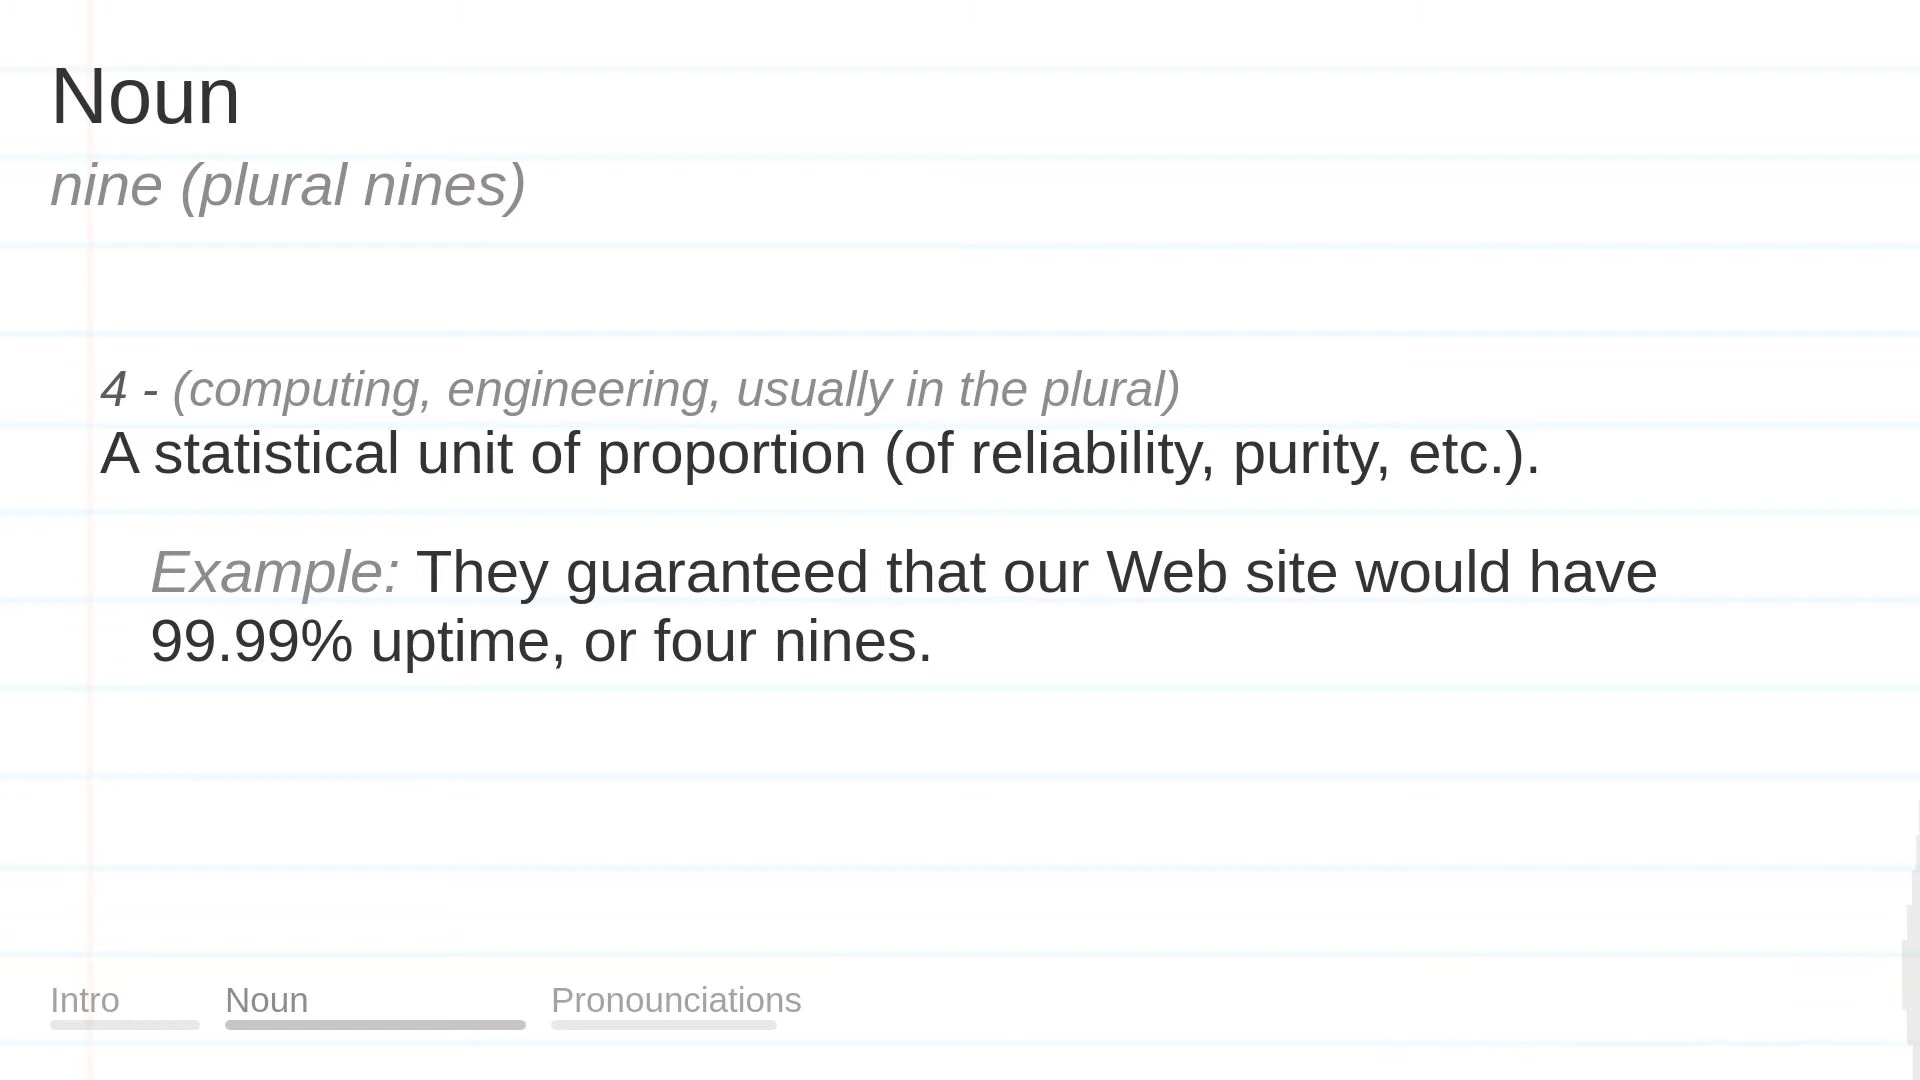 Noun
nine (plural nines)
4 - (computing, engineering, usually in the plural)
A statistical unit of proportion (of reliability, purity, etc.).
Example: They guaranteed that our Web site would have
99.99% uptime, or four nines.
Intro Noun Pronounciations